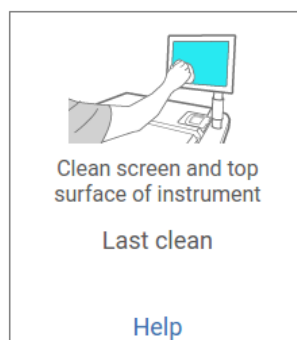 Clean screen and top
surface of instrument
Last clean
Help